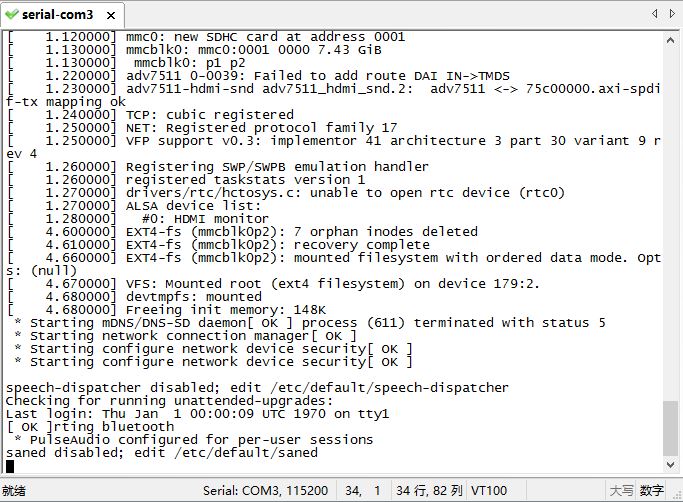 serial-com3
[    1.120000] mmc0: new SDHC card at address 0001
[    1.130000] mmcblk0: mmc0:0001 0000 7.43 GiB
[    1.130000]  mmcblk0: p1 p2
[    1.220000] adv7511 0-0039: Failed to add route DAI IN->TMDS
[    1.230000] adv7511-hdmi-snd adv7511_hdmi_snd.2:  adv7511 <-> 75c00000.axi-spdi
f-tx mapping ok
[    1.240000] TCP: cubic registered
[    1.250000] NET: Registered protocol family 17
[    1.250000] VFP support v0.3: implementor 41 architecture 3 part 30 variant 9 r
ev 4
[    1.260000] Registering SWP/SWPB emulation handler
[    1.260000] registered taskstats version 1
[    1.270000] drivers/rtc/hctosys.c: unable to open rtc device (rtc0)
[    1.270000] ALSA device list:
[    1.280000]   #0: HDMI monitor
[    4.600000] EXT4-fs (mmcblk0p2): 7 orphan inodes deleted
[    4.610000] EXT4-fs (mmcblk0p2): recovery complete
[    4.660000] EXT4-fs (mmcblk0p2): mounted filesystem with ordered data mode. Opt
s: (null)
[    4.670000] VFS: Mounted root (ext4 filesystem) on device 179:2.
[    4.680000] devtmpfs: mounted
[    4.680000] Freeing init memory: 148K
 * Starting mDNS/DNS-SD daemon[ OK ] process (611) terminated with status 5
 * Starting network connection manager[ OK ]
 * Starting configure network device security[ OK ]
 * Starting configure network device security[ OK ]
speech-dispatcher disabled; edit /etc/default/speech-dispatcher
Checking for running unattended-upgrades:
Last login: Thu Jan  1 00:00:09 UTC 1970 on tty1
[ OK ]rting bluetooth
 * PulseAudio configured for per-user sessions
saned disabled; edit /etc/default/saned
就绪 Serial: COM3, 115200 34, 1 34 行, 82 列 VT100 大写 数字